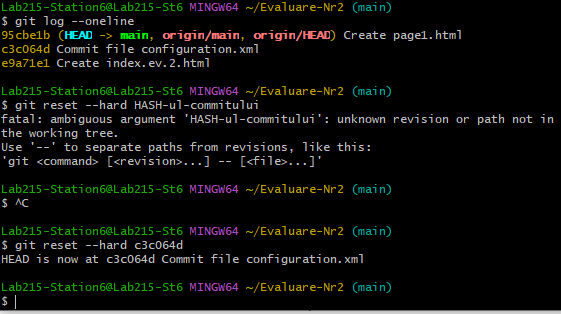 Lab215-Station6@Lab215-St6 MINGW64 ~/Evaluare-Nr2 (main)
$ git log --oneline
95cbe1b (HEAD -> main, origin/main, origin/HEAD) Create page1.html
c3c064d Commit file configuration.xml
e9a71e1 Create index.ev.2.html
Lab215-Station6@Lab215-St6 MINGW64 ~/Evaluare-Nr2 (main)
$ git reset --hard HASH-ul-commitului
fatal: ambiguous argument 'HASH-ul-commitului': unknown revision or path not in
the working tree.
Use '--' to separate paths from revisions, like this:
'git <command> [<revision>...] -- [<file>...]'
Lab215-Station6@Lab215-St6 MINGW64 ~/Evaluare-Nr2 (main)
$ ^C
Lab215-Station6@Lab215-St6 MINGW64 ~/Evaluare-Nr2 (main)
$ git reset --hard c3c064d
HEAD is now at c3c064d Commit file configuration.xml
Lab215-Station6@Lab215-St6 MINGW64 ~/Evaluare-Nr2 (main)
$